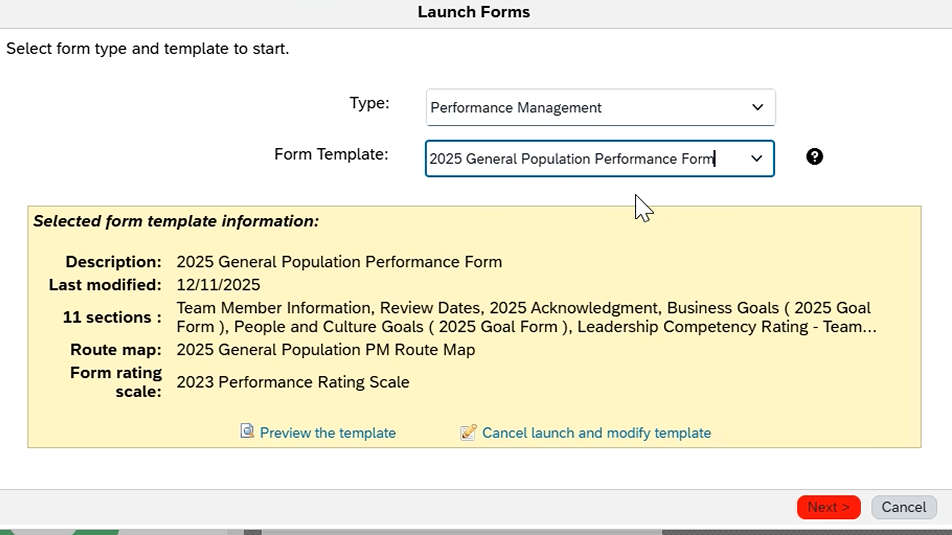 Launch Forms
Select form type and template to start.
Type:
Performance Management
Form Template:
2025 General Population Performance Form
?
Selected form template information:
Description: 2025 General Population Performance Form
Last modified: 12/11/2025
11 sections : Team Member Information, Review Dates, 2025 Acknowledgment, Business Goals ( 2025 Goal
Form ), People and Culture Goals ( 2025 Goal Form ), Leadership Competency Rating - Team...
Route map: 2025 General Population PM Route Map
Form rating
scale: 2023 Performance Rating Scale
Preview the template
Cancel launch and modify template
Next >
Cancel